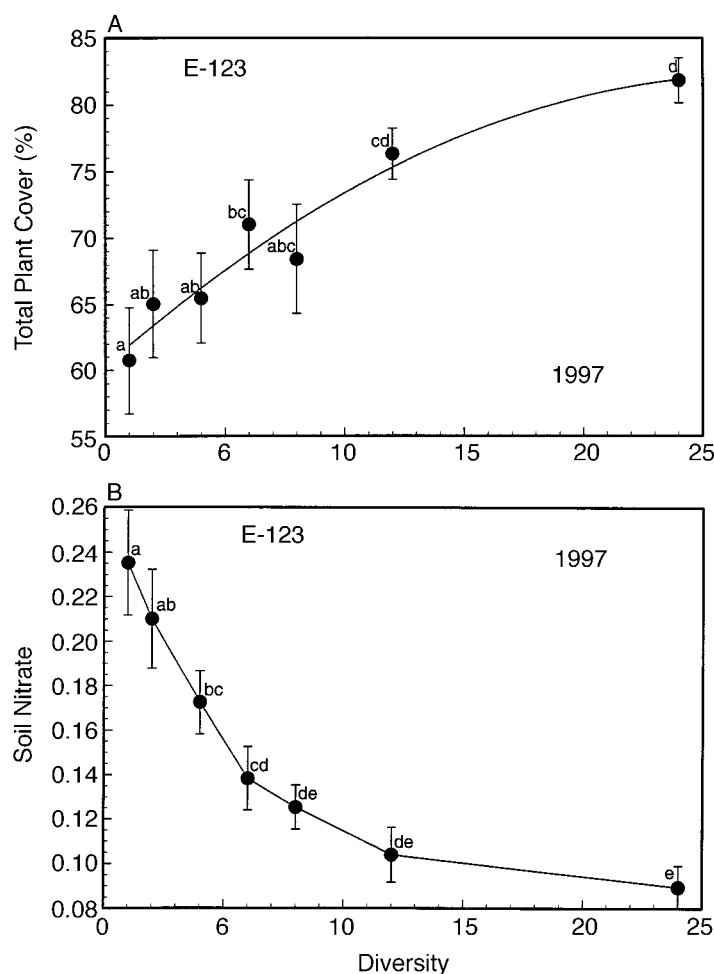 A
85
80
75
70
65
60
55
Total Plant Cover (%)
E-123
1997
a
ab
ab
bc
abc
cd
d
0
6
10
15
20
25
B
0.26
0.24
0.22
0.20
0.18
0.16
0.14
0.12
0.10
0.08
Soil Nitrate
E-123
1997
a
ab
bc
cd
de
de
e
0
6
10
15
20
25
Diversity